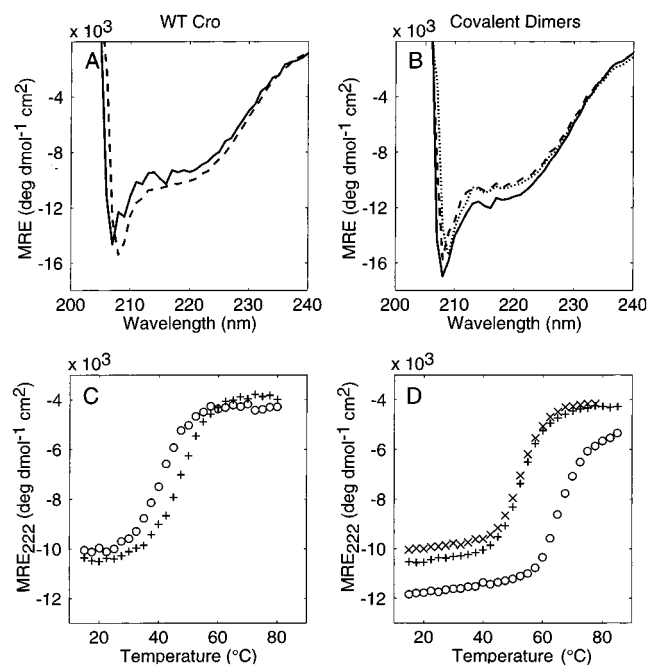 WT Cro
Covalent Dimers
x 10³
x 10³
A
B
-4
-8
-12
-16
MRE (deg dmol⁻¹ cm²)
200 210 220 230 240
Wavelength (nm)
-4
-8
-12
-16
MRE (deg dmol⁻¹ cm²)
200 210 220 230 240
Wavelength (nm)
x 10³
x 10³
C
D
-4
-6
-8
-10
-12
MRE₂₂₂ (deg dmol⁻¹ cm²)
20 40 60 80
Temperature (°C)
-4
-6
-8
-10
-12
MRE₂₂₂ (deg dmol⁻¹ cm²)
20 40 60 80
Temperature (°C)